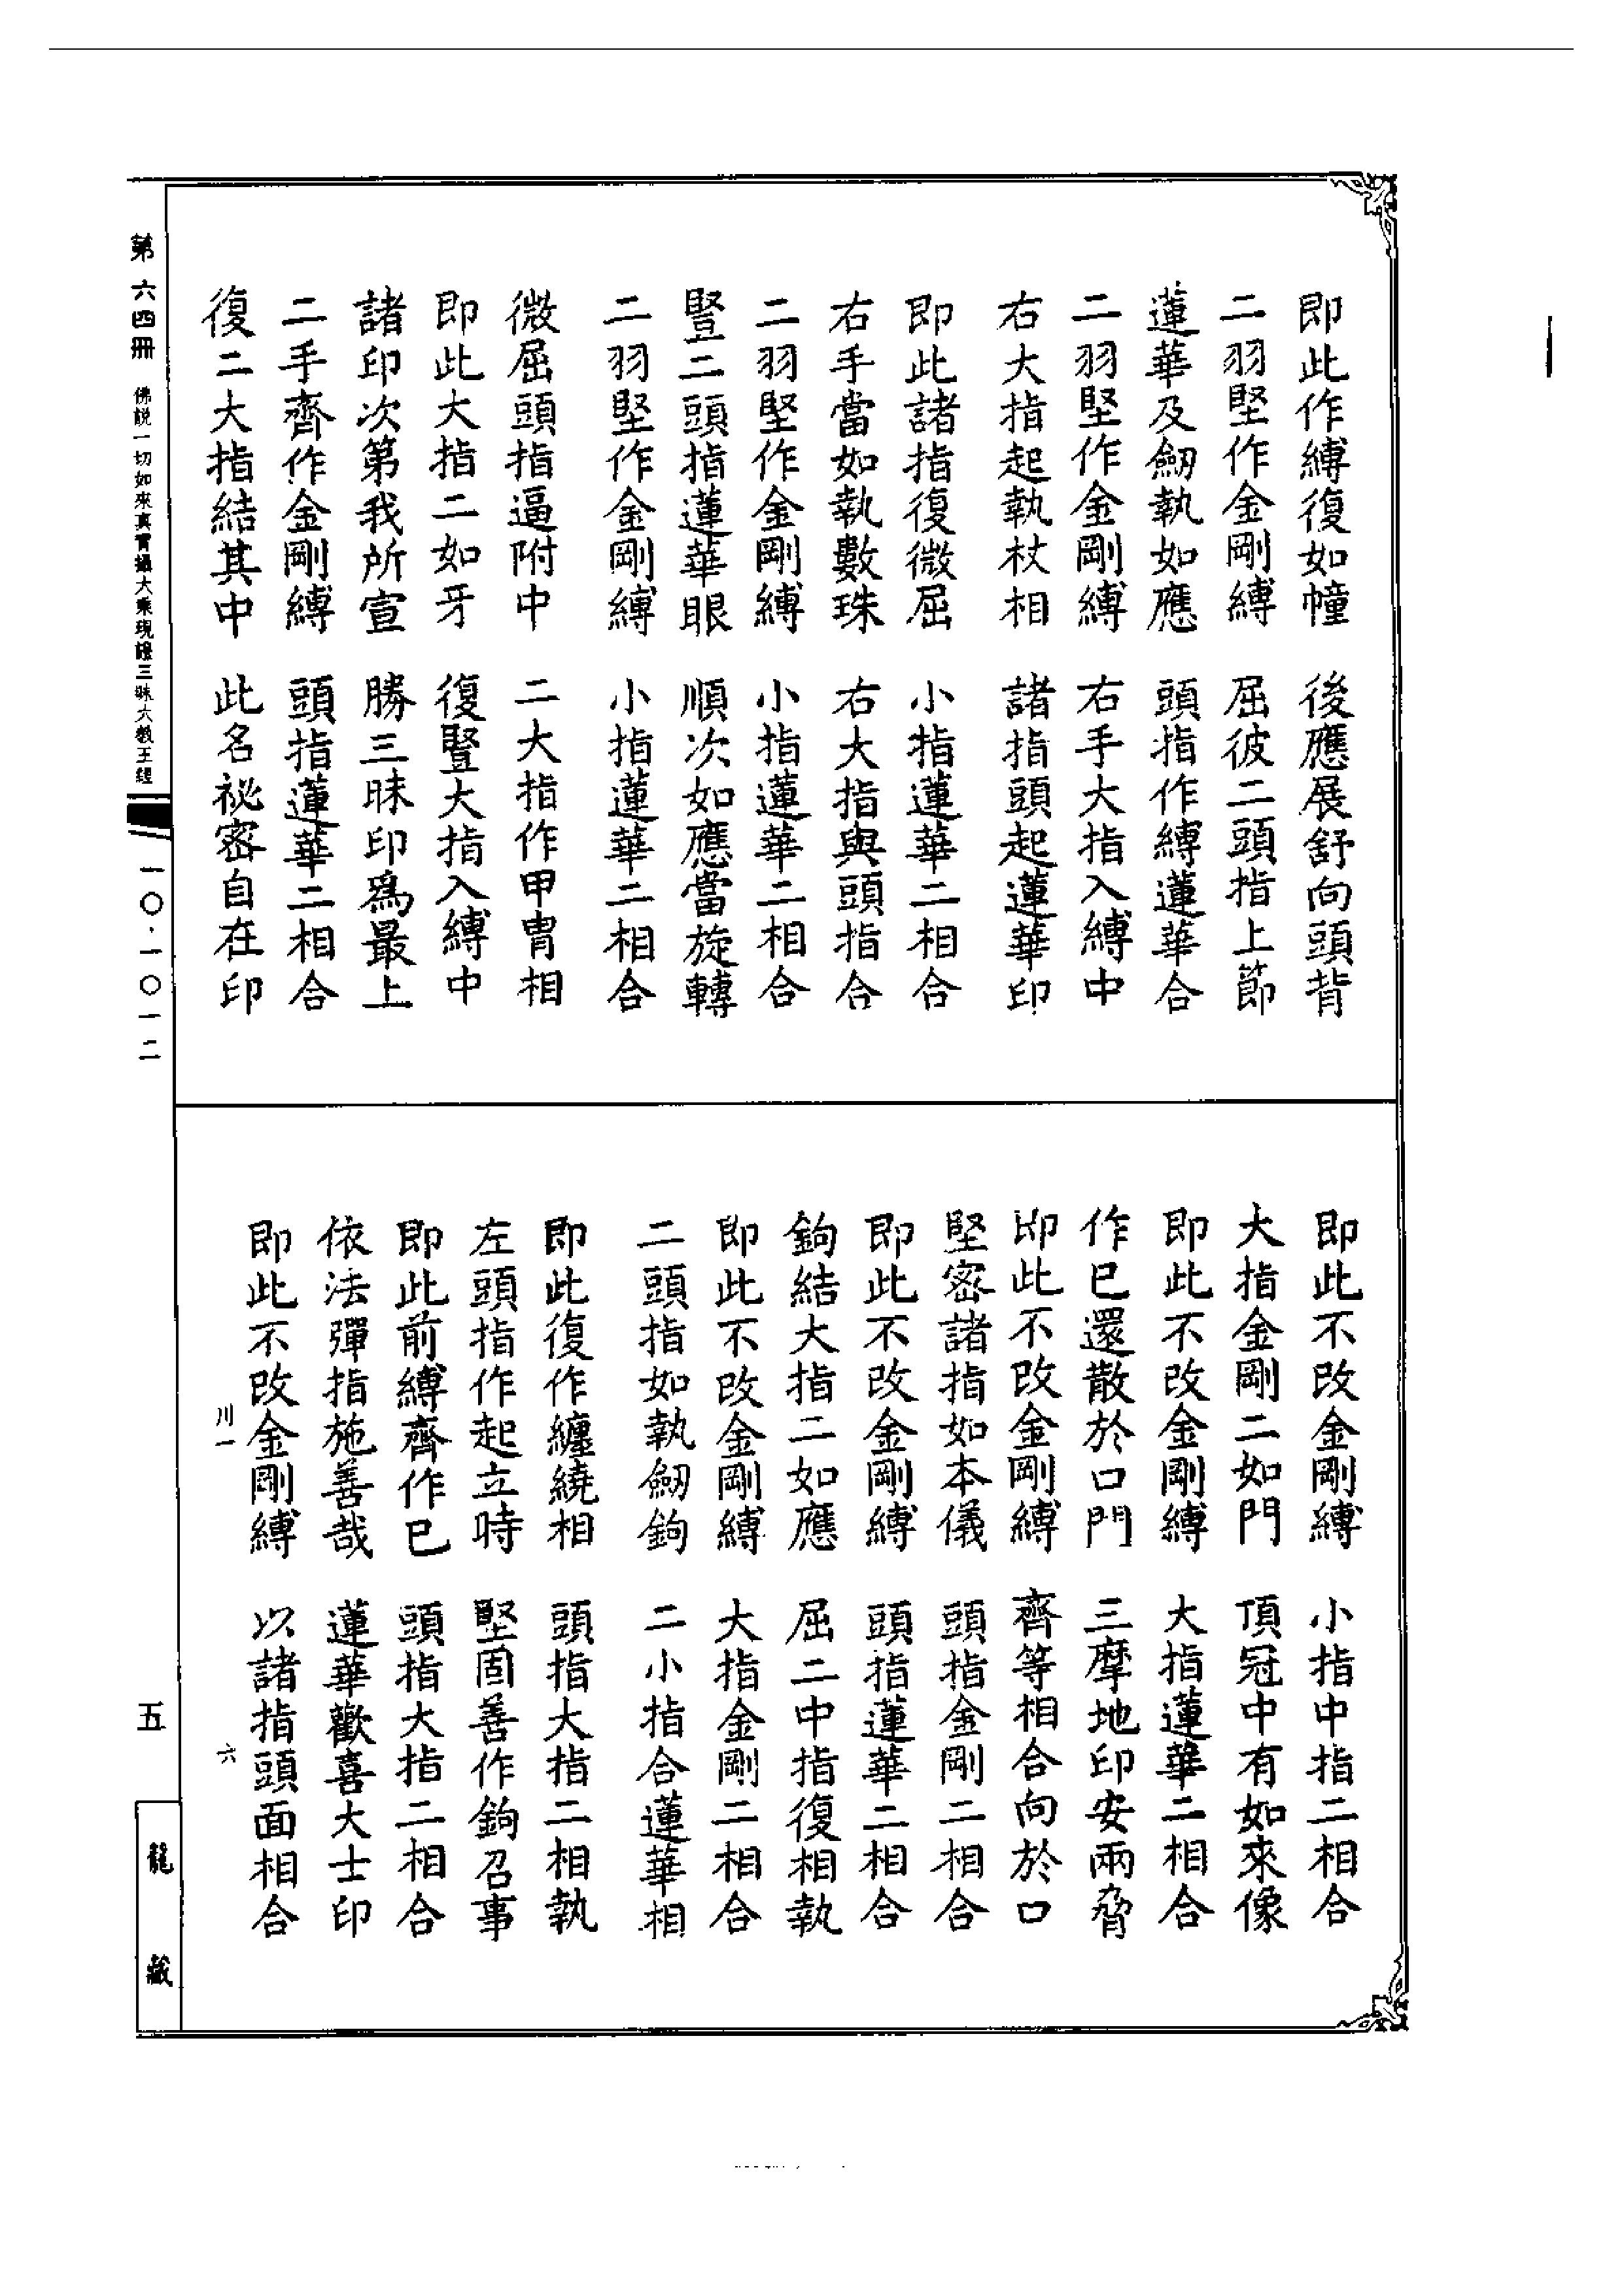 即此作縛復如幢　後應展舒向頭背
二羽堅作金剛縛　屈彼二頭指上節
蓮華及劒執如應　頭指作縛蓮華合
二羽堅作金剛縛　右手大指入縛中
右大指起執杖相　諸指頭起蓮華印
即此諸指復微屈　小指蓮華二相合
右手當如執數珠　右大指與頭指合
二羽堅作金剛縛　小指蓮華二相合
豎二頭指蓮華眼　順次如應當旋轉
二羽堅作金剛縛　小指蓮華二相合
微屈頭指逼附中　二大指作甲冑相
即此大指二如牙　復豎大指入縛中
諸印次第我所宣　勝三昧印爲最上
二手齊作金剛縛　頭指蓮華二相合
復二大指結其中　此名祕密自在印
即此不改金剛縛　小指中指二相合
大指金剛二如門　頂冠中有如來像
即此不改金剛縛　大指蓮華二相合
作已還散於口門　三摩地印安兩脅
即此不改金剛縛　齊等相合向於口
堅密諸指如本儀　頭指金剛二相合
即此不改金剛縛　頭指蓮華二相合
鉤結大指二如應　屈二中指復相執
即此不改金剛縛　大指金剛二相合
二頭指如執劒鉤　二小指合蓮華相
即此復作纏繞相　頭指大指二相執
左頭指作起立時　堅固善作鉤召事
即此前縛齊作已　頭指大指二相合
依法彈指施善哉　蓮華歡喜大士印
即此不改金剛縛　以諸指頭面相合
川一　六
第六四冊　佛説一切如來真實攝大乘現證三昧大教王經
一〇·一〇一二
五
龍藏